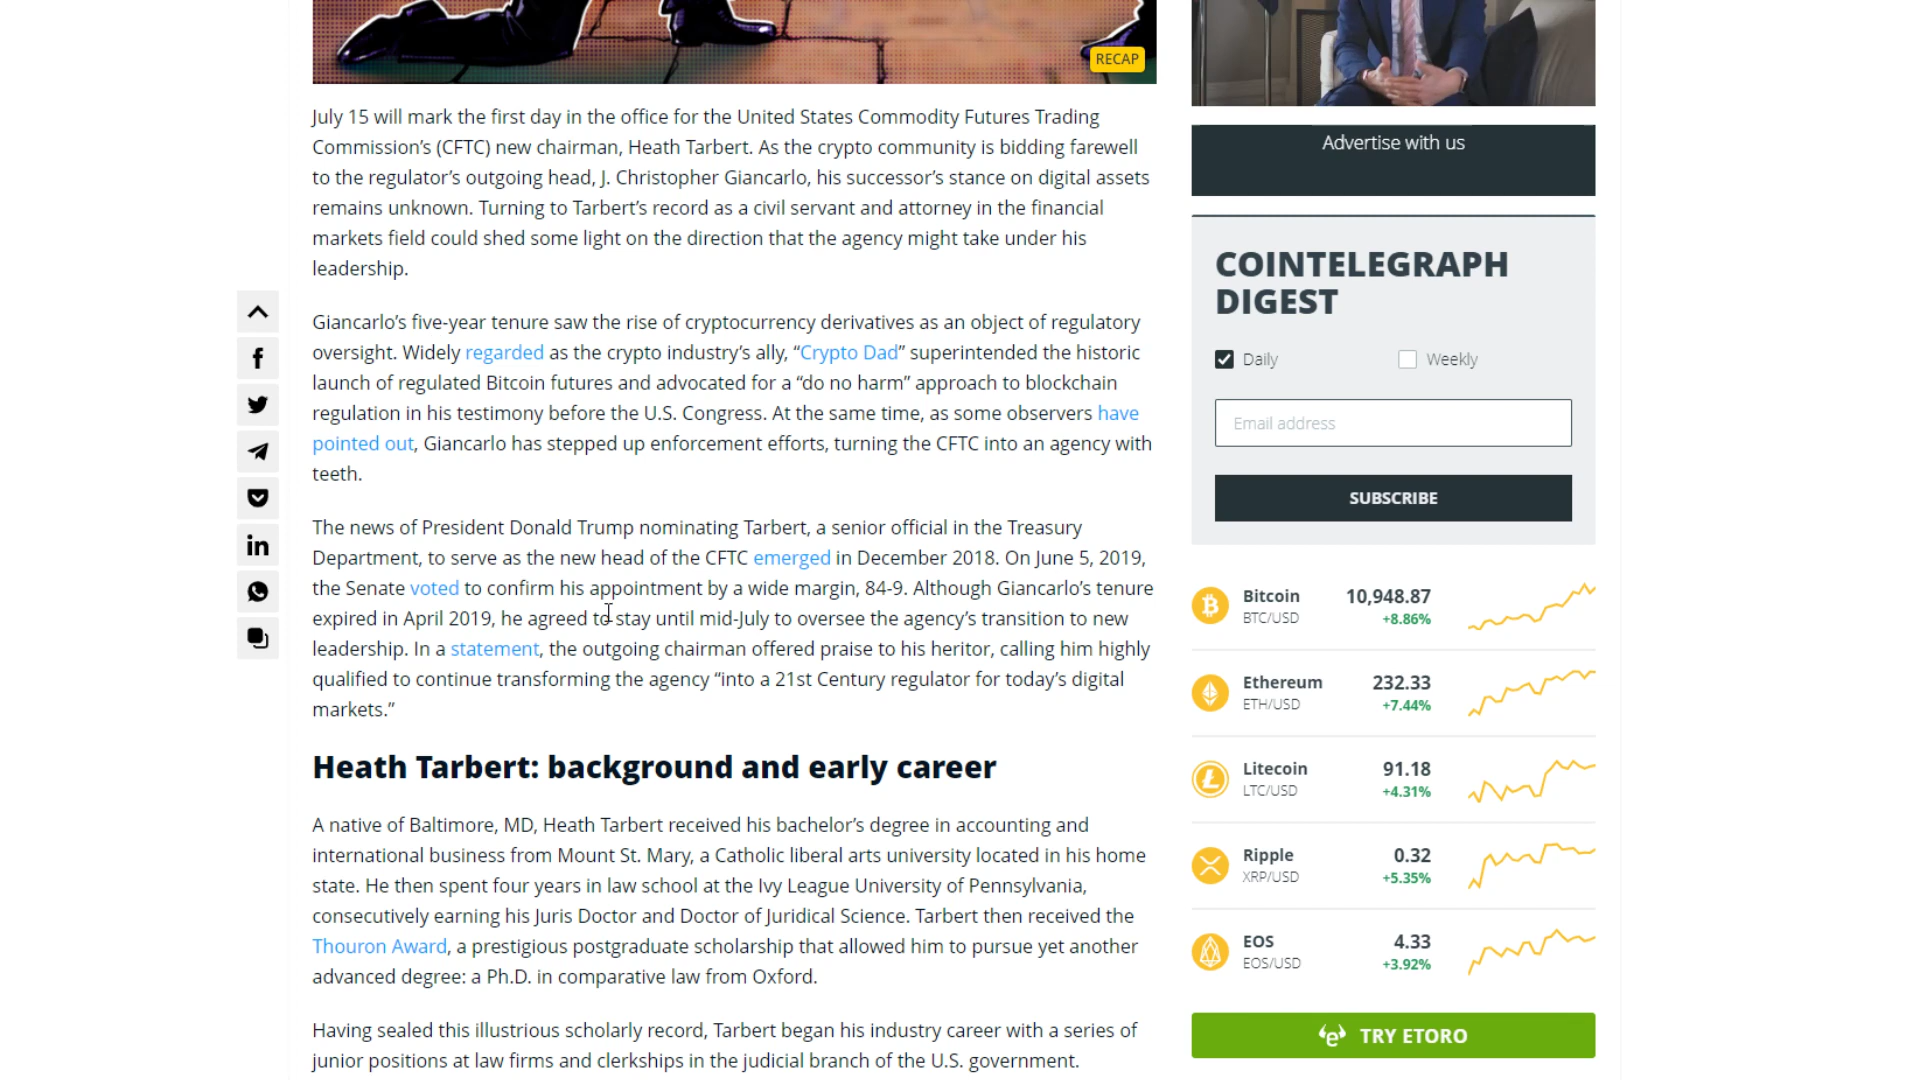 RECAP
July 15 will mark the first day in the office for the United States Commodity Futures Trading
Commission’s (CFTC) new chairman, Heath Tarbert. As the crypto community is bidding farewell
to the regulator’s outgoing head, J. Christopher Giancarlo, his successor’s stance on digital assets
remains unknown. Turning to Tarbert’s record as a civil servant and attorney in the financial
markets field could shed some light on the direction that the agency might take under his
leadership.
Giancarlo’s five-year tenure saw the rise of cryptocurrency derivatives as an object of regulatory
oversight. Widely regarded as the crypto industry’s ally, “Crypto Dad” superintended the historic
launch of regulated Bitcoin futures and advocated for a “do no harm” approach to blockchain
regulation in his testimony before the U.S. Congress. At the same time, as some observers have
pointed out, Giancarlo has stepped up enforcement efforts, turning the CFTC into an agency with
teeth.
The news of President Donald Trump nominating Tarbert, a senior official in the Treasury
Department, to serve as the new head of the CFTC emerged in December 2018. On June 5, 2019,
the Senate voted to confirm his appointment by a wide margin, 84-9. Although Giancarlo’s tenure
expired in April 2019, he agreed to stay until mid-July to oversee the agency’s transition to new
leadership. In a statement, the outgoing chairman offered praise to his heritor, calling him highly
qualified to continue transforming the agency “into a 21st Century regulator for today’s digital
markets.”
Heath Tarbert: background and early career
A native of Baltimore, MD, Heath Tarbert received his bachelor’s degree in accounting and
international business from Mount St. Mary, a Catholic liberal arts university located in his home
state. He then spent four years in law school at the Ivy League University of Pennsylvania,
consecutively earning his Juris Doctor and Doctor of Juridical Science. Tarbert then received the
Thouron Award, a prestigious postgraduate scholarship that allowed him to pursue yet another
advanced degree: a Ph.D. in comparative law from Oxford.
Having sealed this illustrious scholarly record, Tarbert began his industry career with a series of
junior positions at law firms and clerkships in the judicial branch of the U.S. government.
Advertise with us
COINTELEGRAPH
DIGEST
Daily Weekly
Email address
SUBSCRIBE
Bitcoin 10,948.87
BTC/USD +8.86%
Ethereum 232.33
ETH/USD +7.44%
Litecoin 91.18
LTC/USD +4.31%
Ripple 0.32
XRP/USD +5.35%
EOS 4.33
EOS/USD +3.92%
TRY ETORO